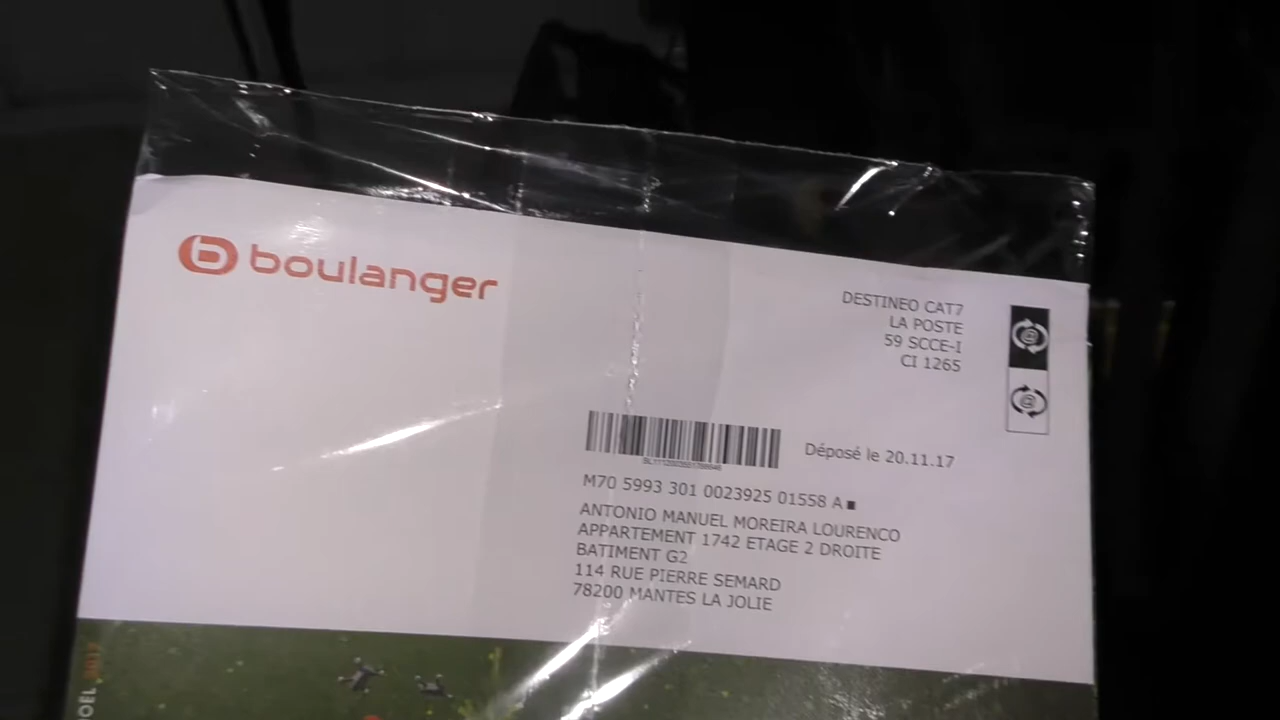 boulanger
DESTINEO CAT7
LA POSTE
59 SCCE-I
CI 1265
Déposé le 20.11.17
M70 5993 301 0023925 01558 A
ANTONIO MANUEL MOREIRA LOURENCO
APPARTEMENT 1742 ETAGE 2 DROITE
BATIMENT G2
114 RUE PIERRE SEMARD
78200 MANTES LA JOLIE